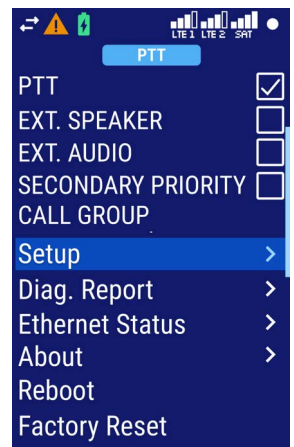 LTE 1 LTE 2 SAT
PTT
PTT
EXT. SPEAKER
EXT. AUDIO
SECONDARY PRIORITY
CALL GROUP
Setup
Diag. Report
Ethernet Status
About
Reboot
Factory Reset